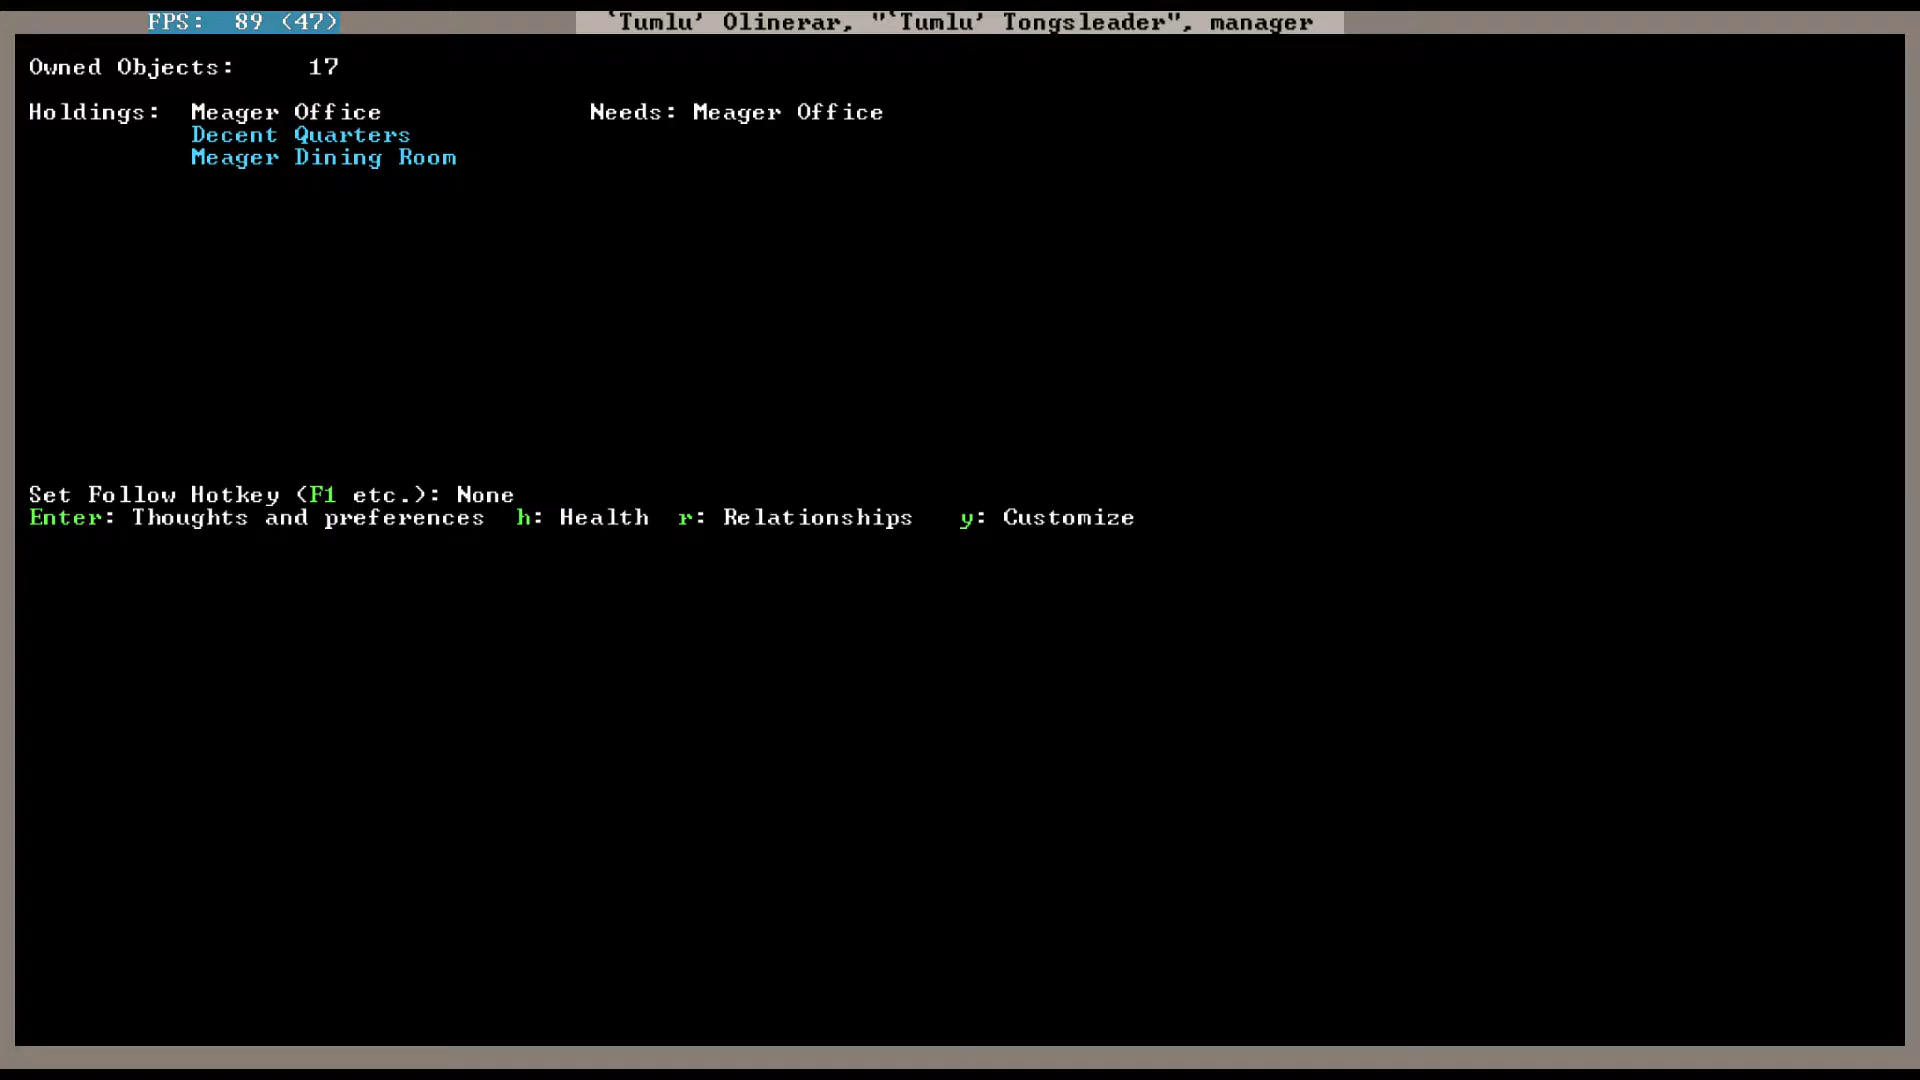 FPS: 89 (47)
`Tumlu' Olinerar, "`Tumlu' Tongsleader", manager
Owned Objects: 17
Holdings: Meager Office Needs: Meager Office
Decent Quarters
Meager Dining Room
Set Follow Hotkey (F1 etc.): None
Enter: Thoughts and preferences h: Health r: Relationships y: Customize